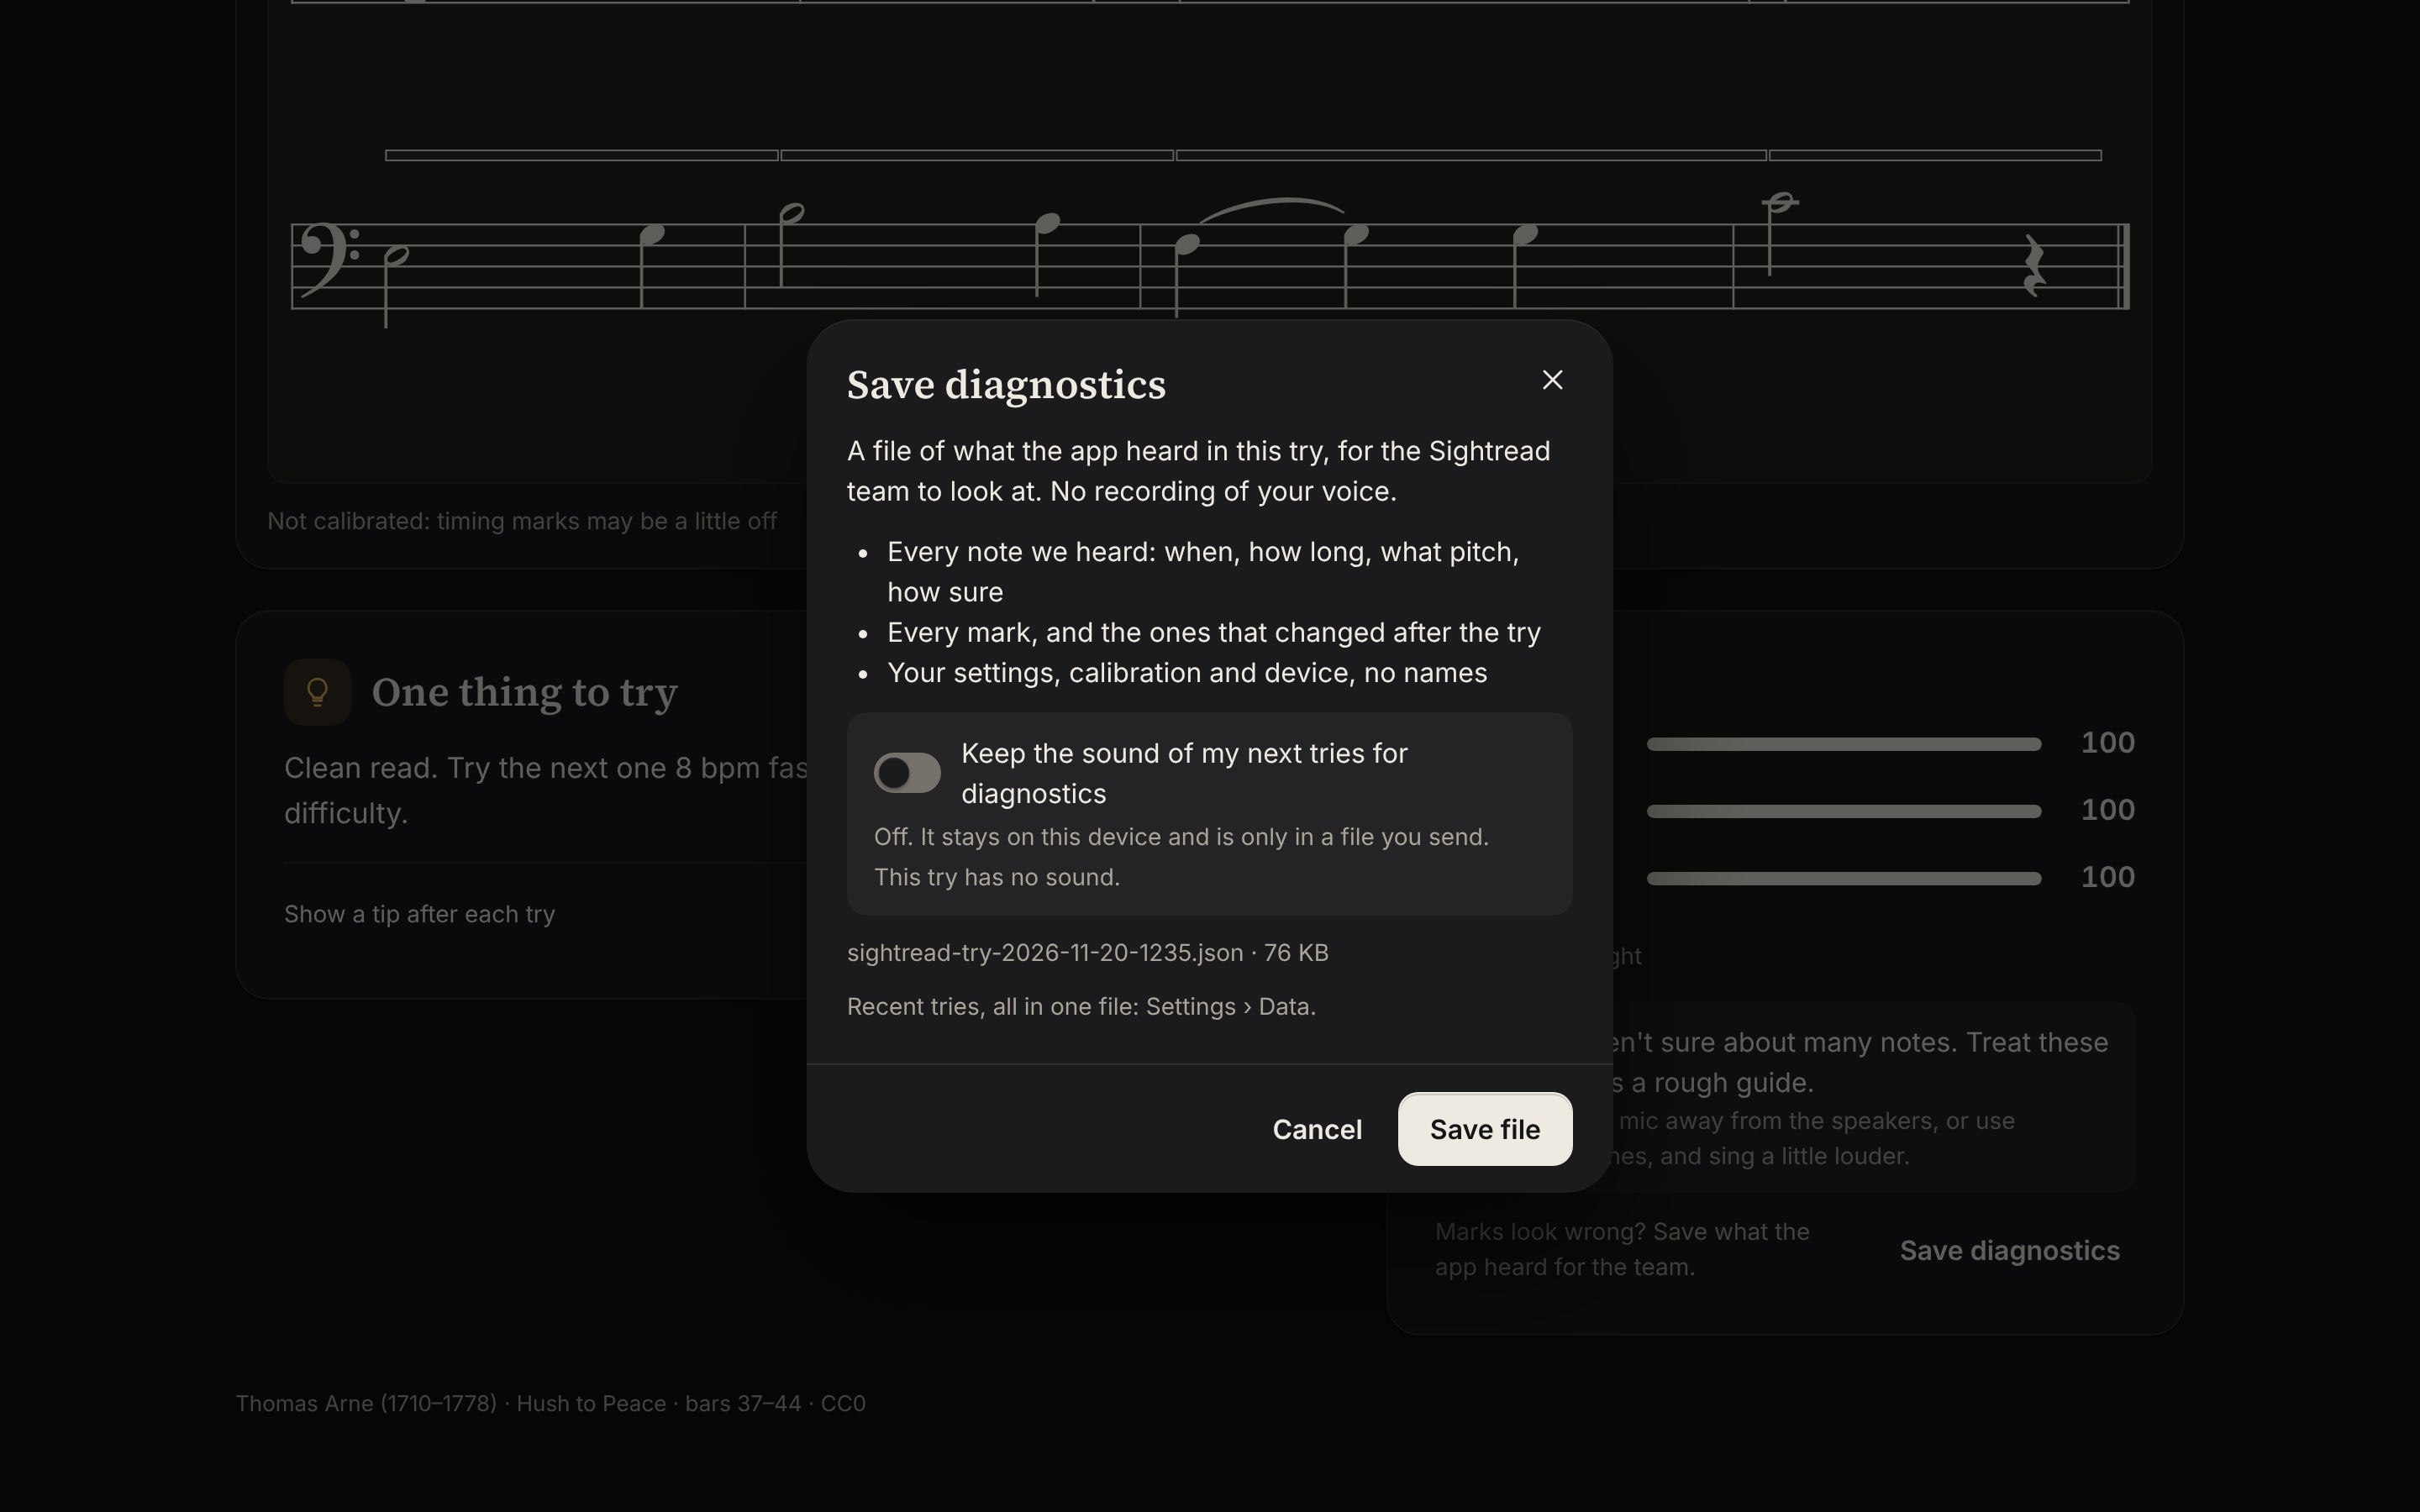 Not calibrated: timing marks may be a little off
Save diagnostics
A file of what the app heard in this try, for the Sightread
team to look at. No recording of your voice.
• Every note we heard: when, how long, what pitch,
how sure
• Every mark, and the ones that changed after the try
• Your settings, calibration and device, no names
Keep the sound of my next tries for
diagnostics
Off. It stays on this device and is only in a file you send.
This try has no sound.
sightread-try-2026-11-20-1235.json · 76 KB
Recent tries, all in one file: Settings › Data.
Cancel
Save file
One thing to try
Clean read. Try the next one 8 bpm fas
difficulty.
Show a tip after each try
100
100
100
ght
en't sure about many notes. Treat these
s a rough guide.
mic away from the speakers, or use
nes, and sing a little louder.
Marks look wrong? Save what the
app heard for the team.
Save diagnostics
Thomas Arne (1710–1778) · Hush to Peace · bars 37–44 · CC0